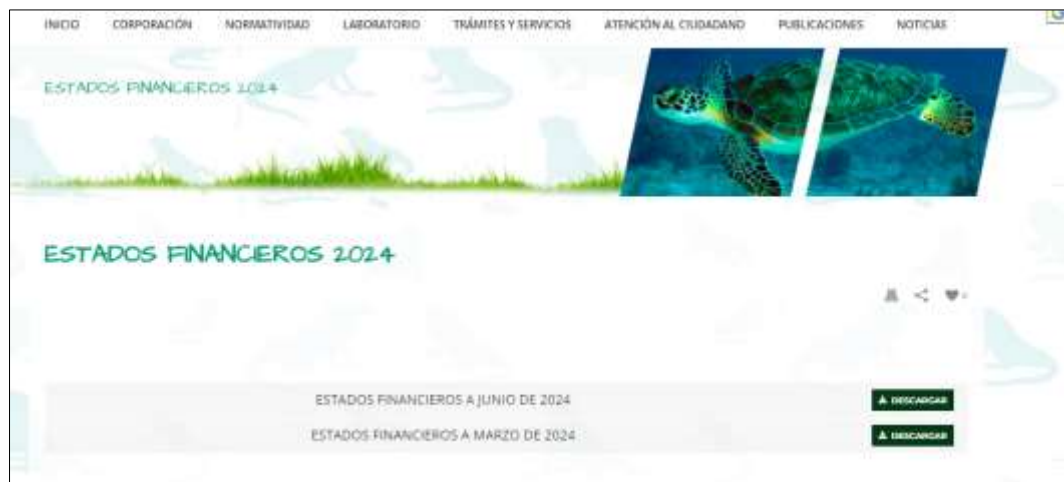 INICIO CORPORACIÓN NORMATIVIDAD LABORATORIO TRÁMITES Y SERVICIOS ATENCIÓN AL CIUDADANO PUBLICACIONES NOTICIAS
ESTADOS FINANCIEROS 2024
ESTADOS FINANCIEROS 2024
ESTADOS FINANCIEROS A JUNIO DE 2024 DESCARGAR
ESTADOS FINANCIEROS A MARZO DE 2024 DESCARGAR